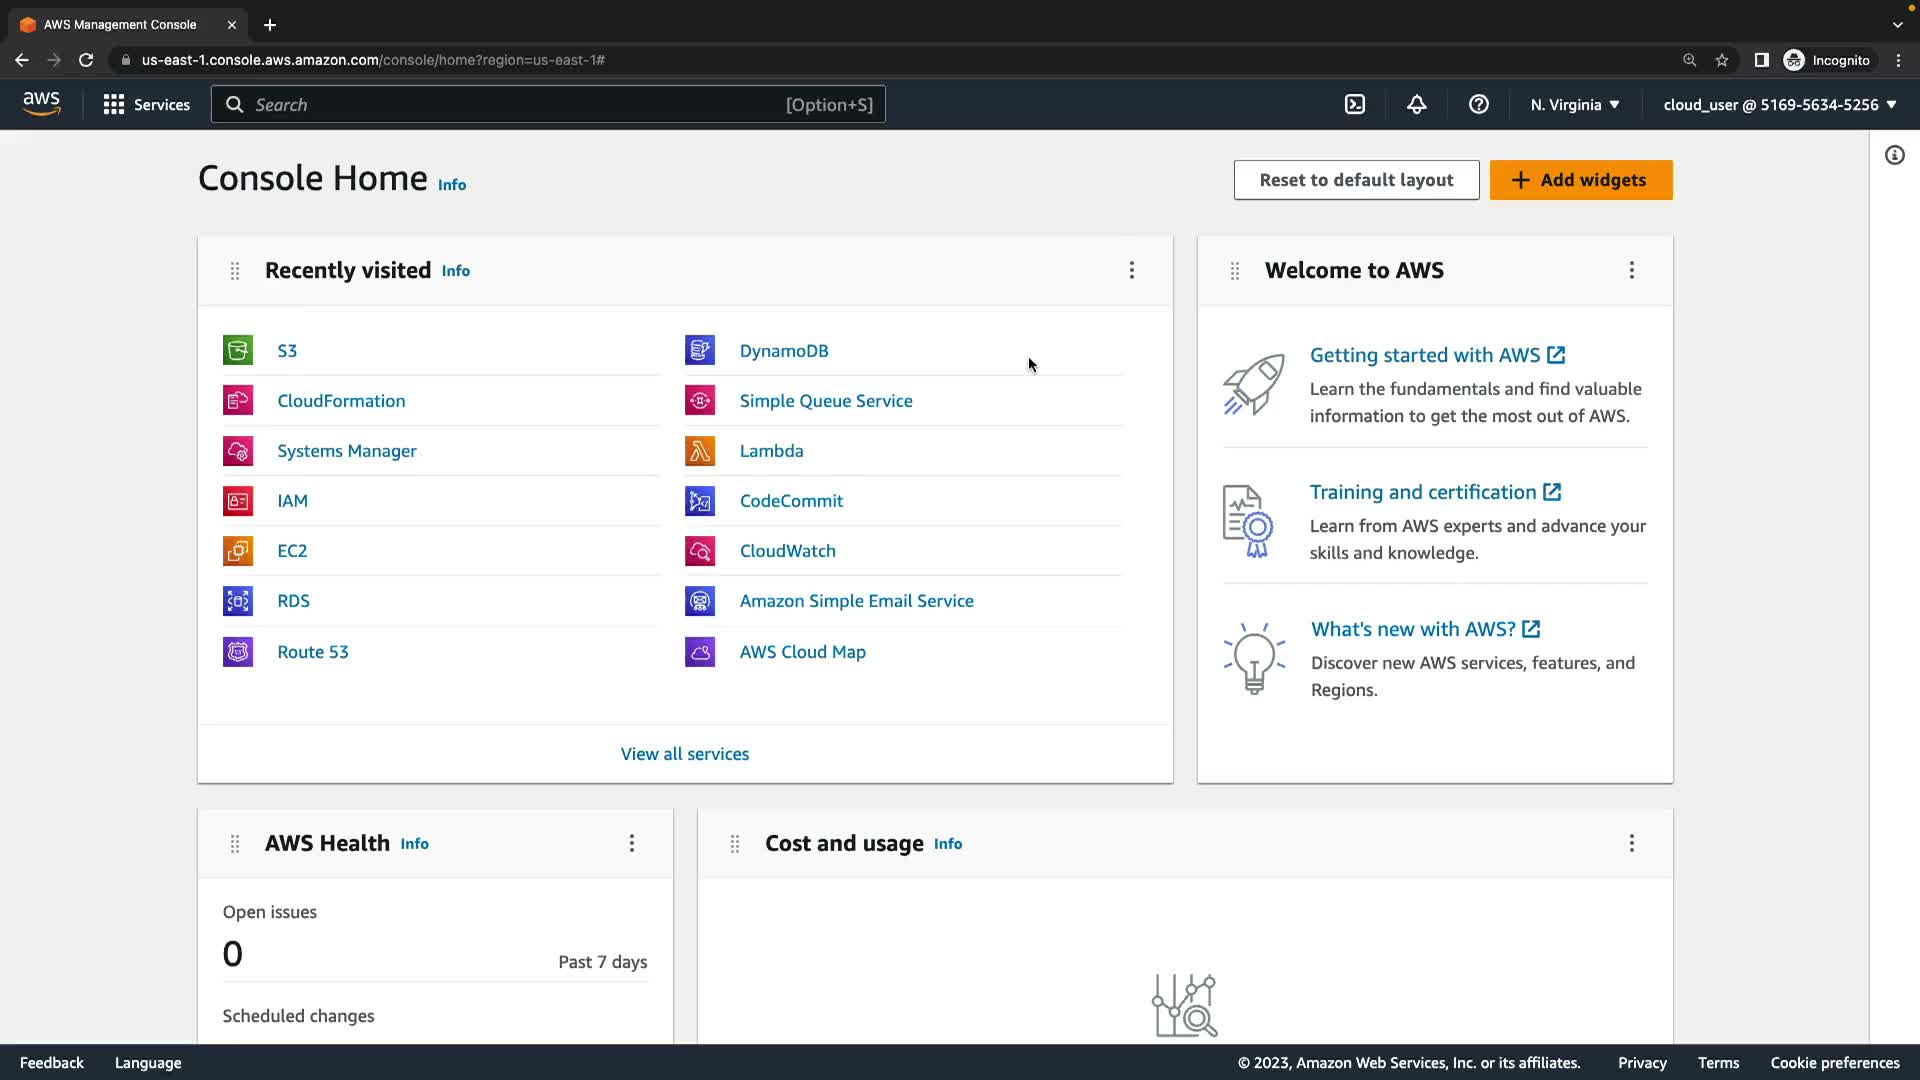 AWS Management Console
us-east-1.console.aws.amazon.com/console/home?region=us-east-1#
Incognito
aws
Services
Search
[Option+S]
N. Virginia
cloud_user @ 5169-5634-5256
Console Home Info
Reset to default layout
Add widgets
Recently visited Info
S3
CloudFormation
Systems Manager
IAM
EC2
RDS
Route 53
DynamoDB
Simple Queue Service
Lambda
CodeCommit
CloudWatch
Amazon Simple Email Service
AWS Cloud Map
View all services
Welcome to AWS
Getting started with AWS
Learn the fundamentals and find valuable
information to get the most out of AWS.
Training and certification
Learn from AWS experts and advance your
skills and knowledge.
What's new with AWS?
Discover new AWS services, features, and
Regions.
AWS Health Info
Open issues
0
Past 7 days
Scheduled changes
Cost and usage Info
Feedback
Language
© 2023, Amazon Web Services, Inc. or its affiliates.
Privacy
Terms
Cookie preferences